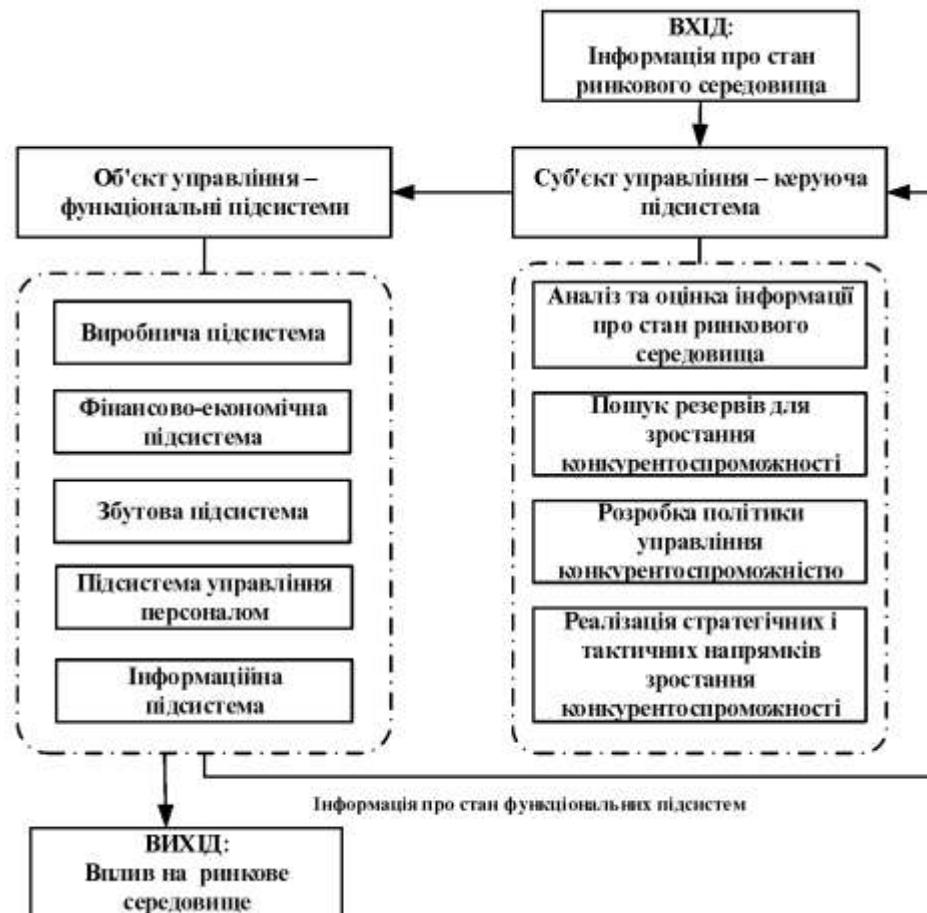 ВХІД:
Інформація про стан
ринкового середовища
Об'єкт управління –
функціональні підсистеми
Суб'єкт управління – керуюча
підсистема
Виробнича підсистема
Фінансово-економічна
підсистема
Збутова підсистема
Підсистема управління
персоналом
Інформаційна
підсистема
Аналіз та оцінка інформації
про стан ринкового
середовища
Пошук резервів для
зростання
конкурентоспроможності
Розробка політики
управління
конкурентоспроможністю
Реалізація стратегічних і
тактичних напрямків
зростання
конкурентоспроможності
Інформація про стан функціональних підсистем
ВИХІД:
Вплив на ринкове
середовище